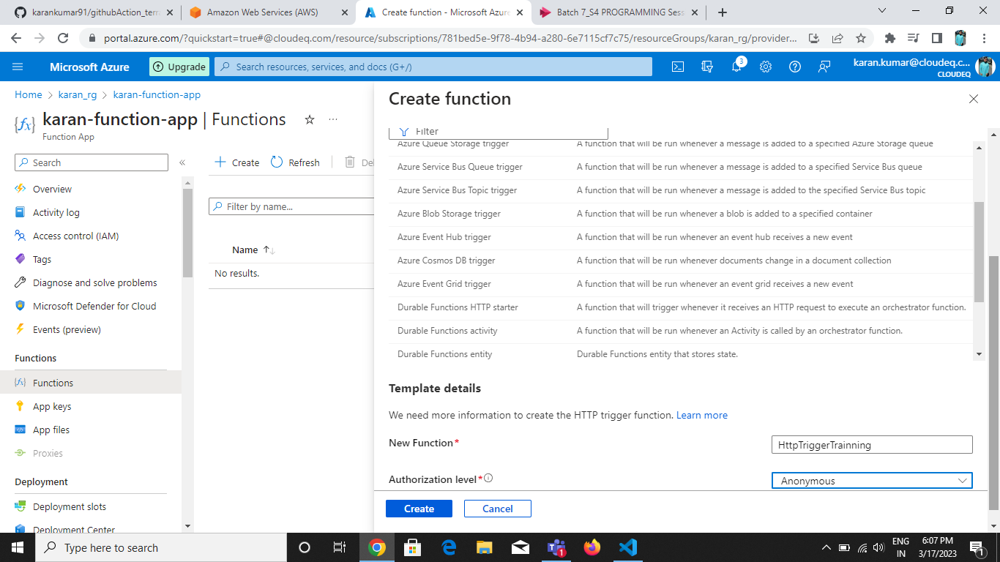 karankumar91/githubAction_terra
Amazon Web Services (AWS)
Create function - Microsoft Azure
Batch 7_S4 PROGRAMMING Sess
portal.azure.com/?quickstart=true#@cloudeq.com/resource/subscriptions/781bed5e-9f78-4b94-a280-6e7115cf7c75/resourceGroups/karan_rg/provider...
Microsoft Azure
Upgrade
Search resources, services, and docs (G+/)
3
karan.kumar@cloudeq.c...
CLOUDEQ
Home > karan_rg > karan-function-app
karan-function-app | Functions
Function App
Search
Overview
Activity log
Access control (IAM)
Tags
Diagnose and solve problems
Microsoft Defender for Cloud
Events (preview)
Functions
Functions
App keys
App files
Proxies
Deployment
Deployment slots
Deployment Center
Create Refresh Del
Filter by name...
Name
No results.
Create function
Filter
Azure Queue Storage trigger A function that will be run whenever a message is added to a specified Azure Storage queue
Azure Service Bus Queue trigger A function that will be run whenever a message is added to a specified Service Bus queue
Azure Service Bus Topic trigger A function that will be run whenever a message is added to the specified Service Bus topic
Azure Blob Storage trigger A function that will be run whenever a blob is added to a specified container
Azure Event Hub trigger A function that will be run whenever an event hub receives a new event
Azure Cosmos DB trigger A function that will be run whenever documents change in a document collection
Azure Event Grid trigger A function that will be run whenever an event grid receives a new event
Durable Functions HTTP starter A function that will trigger whenever it receives an HTTP request to execute an orchestrator function.
Durable Functions activity A function that will be run whenever an Activity is called by an orchestrator function.
Durable Functions entity Durable Functions entity that stores state.
Template details
We need more information to create the HTTP trigger function. Learn more
New Function* HttpTriggerTrainning
Authorization level* Anonymous
Create Cancel
Type here to search
1
ENG
IN
6:07 PM
3/17/2023
1